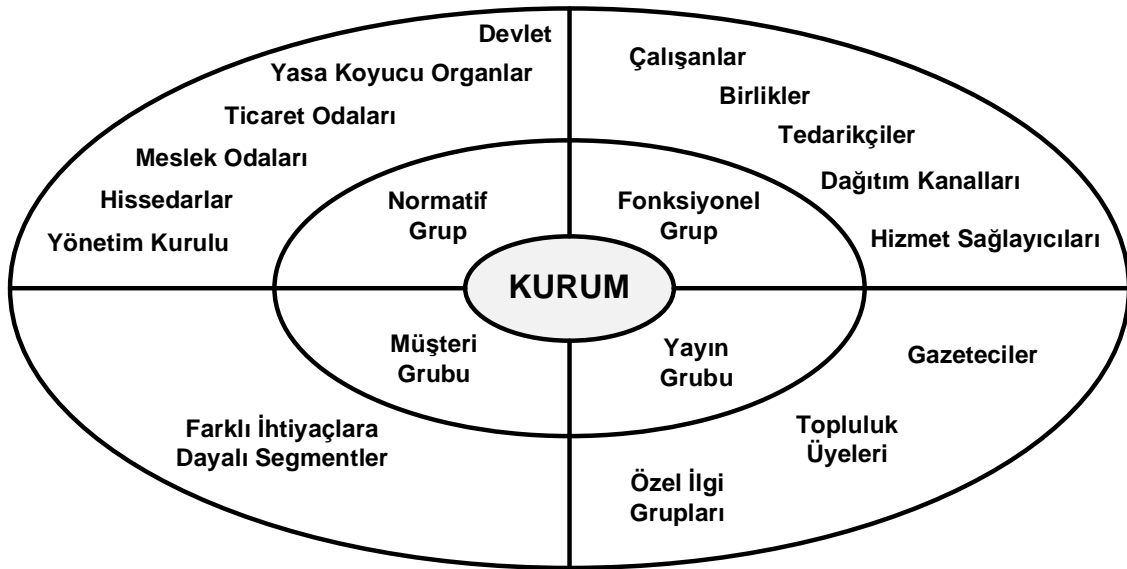 Devlet
Yasa Koyucu Organlar
Ticaret Odaları
Meslek Odaları
Hissedarlar
Yönetim Kurulu
Çalışanlar
Birlikler
Tedarikçiler
Dağıtım Kanalları
Hizmet Sağlayıcıları
Normatif
Grup
Fonksiyonel
Grup
KURUM
Müşteri
Grubu
Yayın
Grubu
Farklı İhtiyaçlara
Dayalı Segmentler
Gazeteciler
Topluluk
Üyeleri
Özel İlgi
Grupları